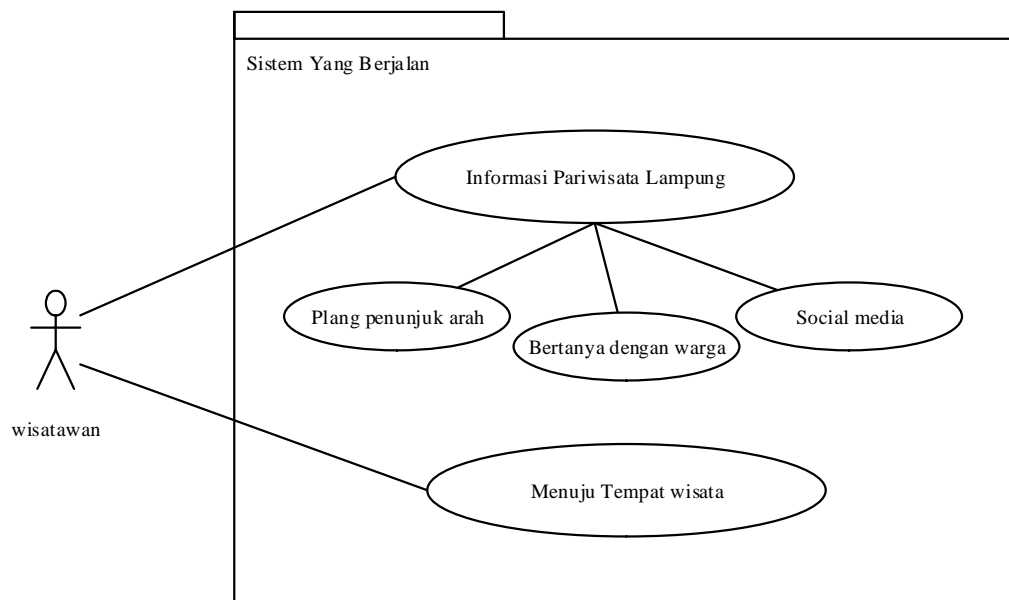 Sistem Yang Berjalan
Informasi Pariwisata Lampung
Plang penunjuk arah
Bertanya dengan warga
Social media
wisatawan
Menuju Tempat wisata